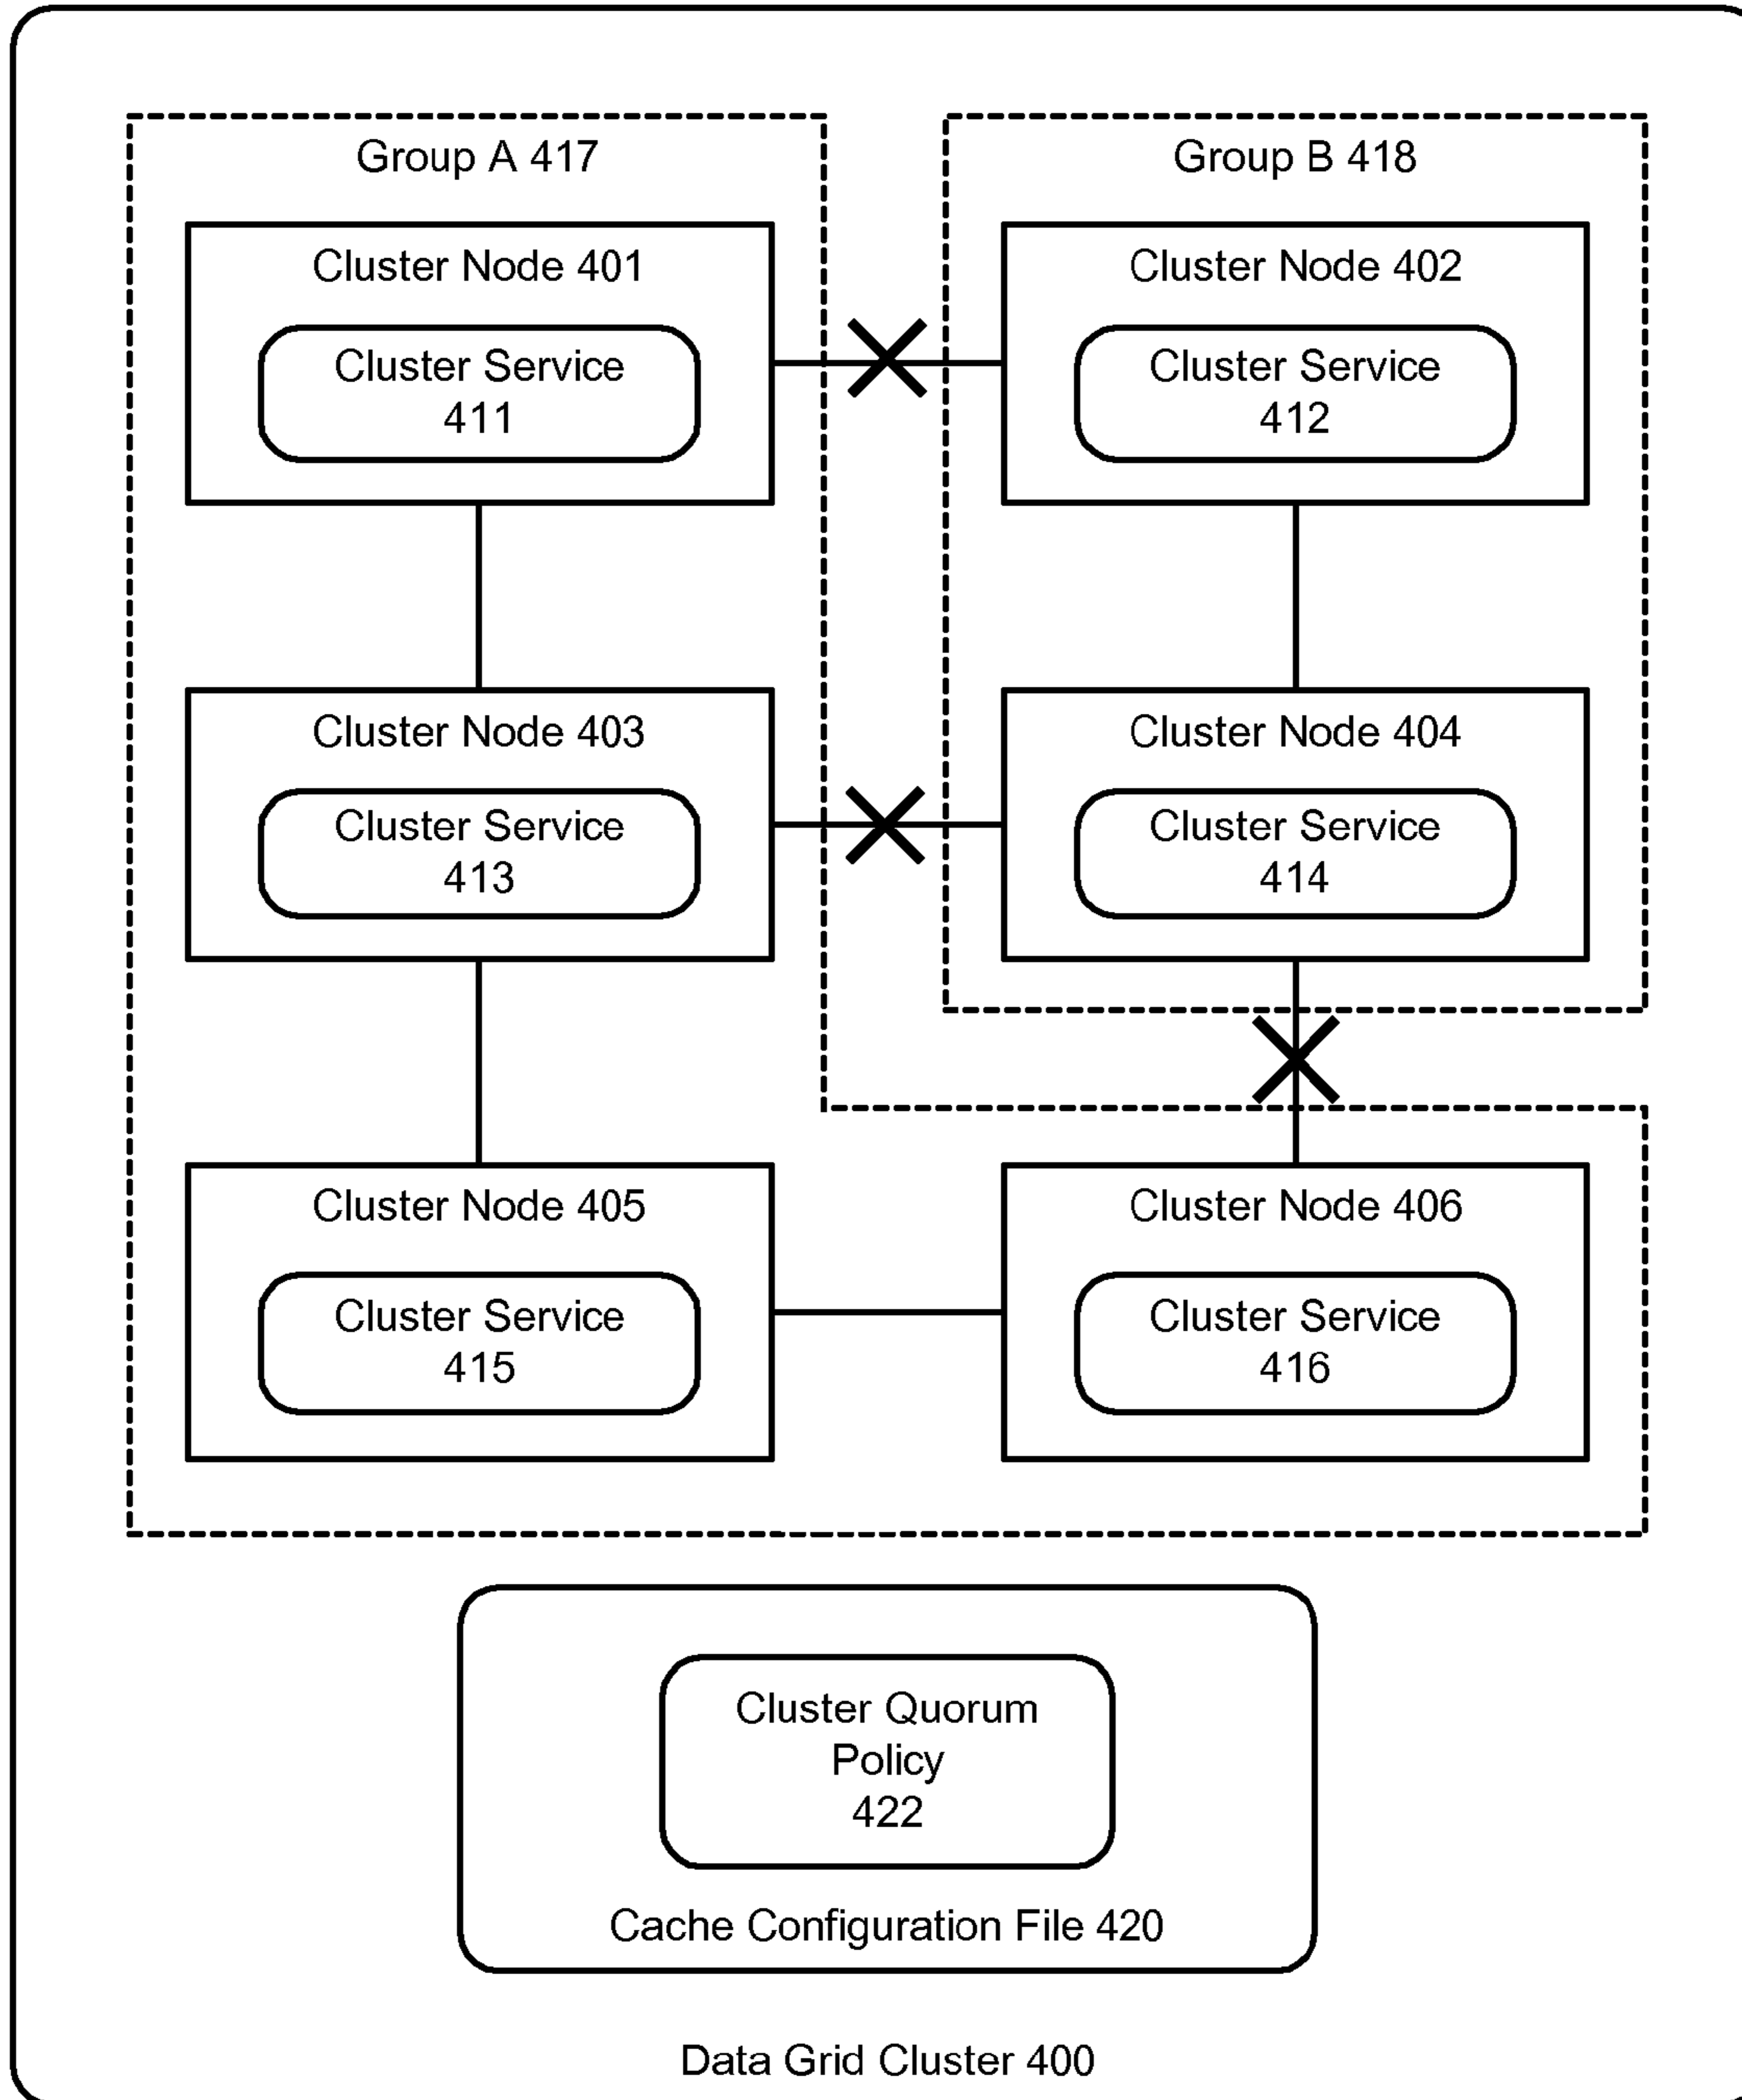 Group A 417
Group B 418
Cluster Node 401
Cluster Service
411
Cluster Node 402
Cluster Service
412
Cluster Node 403
Cluster Service
413
Cluster Node 404
Cluster Service
414
Cluster Node 405
Cluster Service
415
Cluster Node 406
Cluster Service
416
Cluster Quorum
Policy
422
Cache Configuration File 420
Data Grid Cluster 400